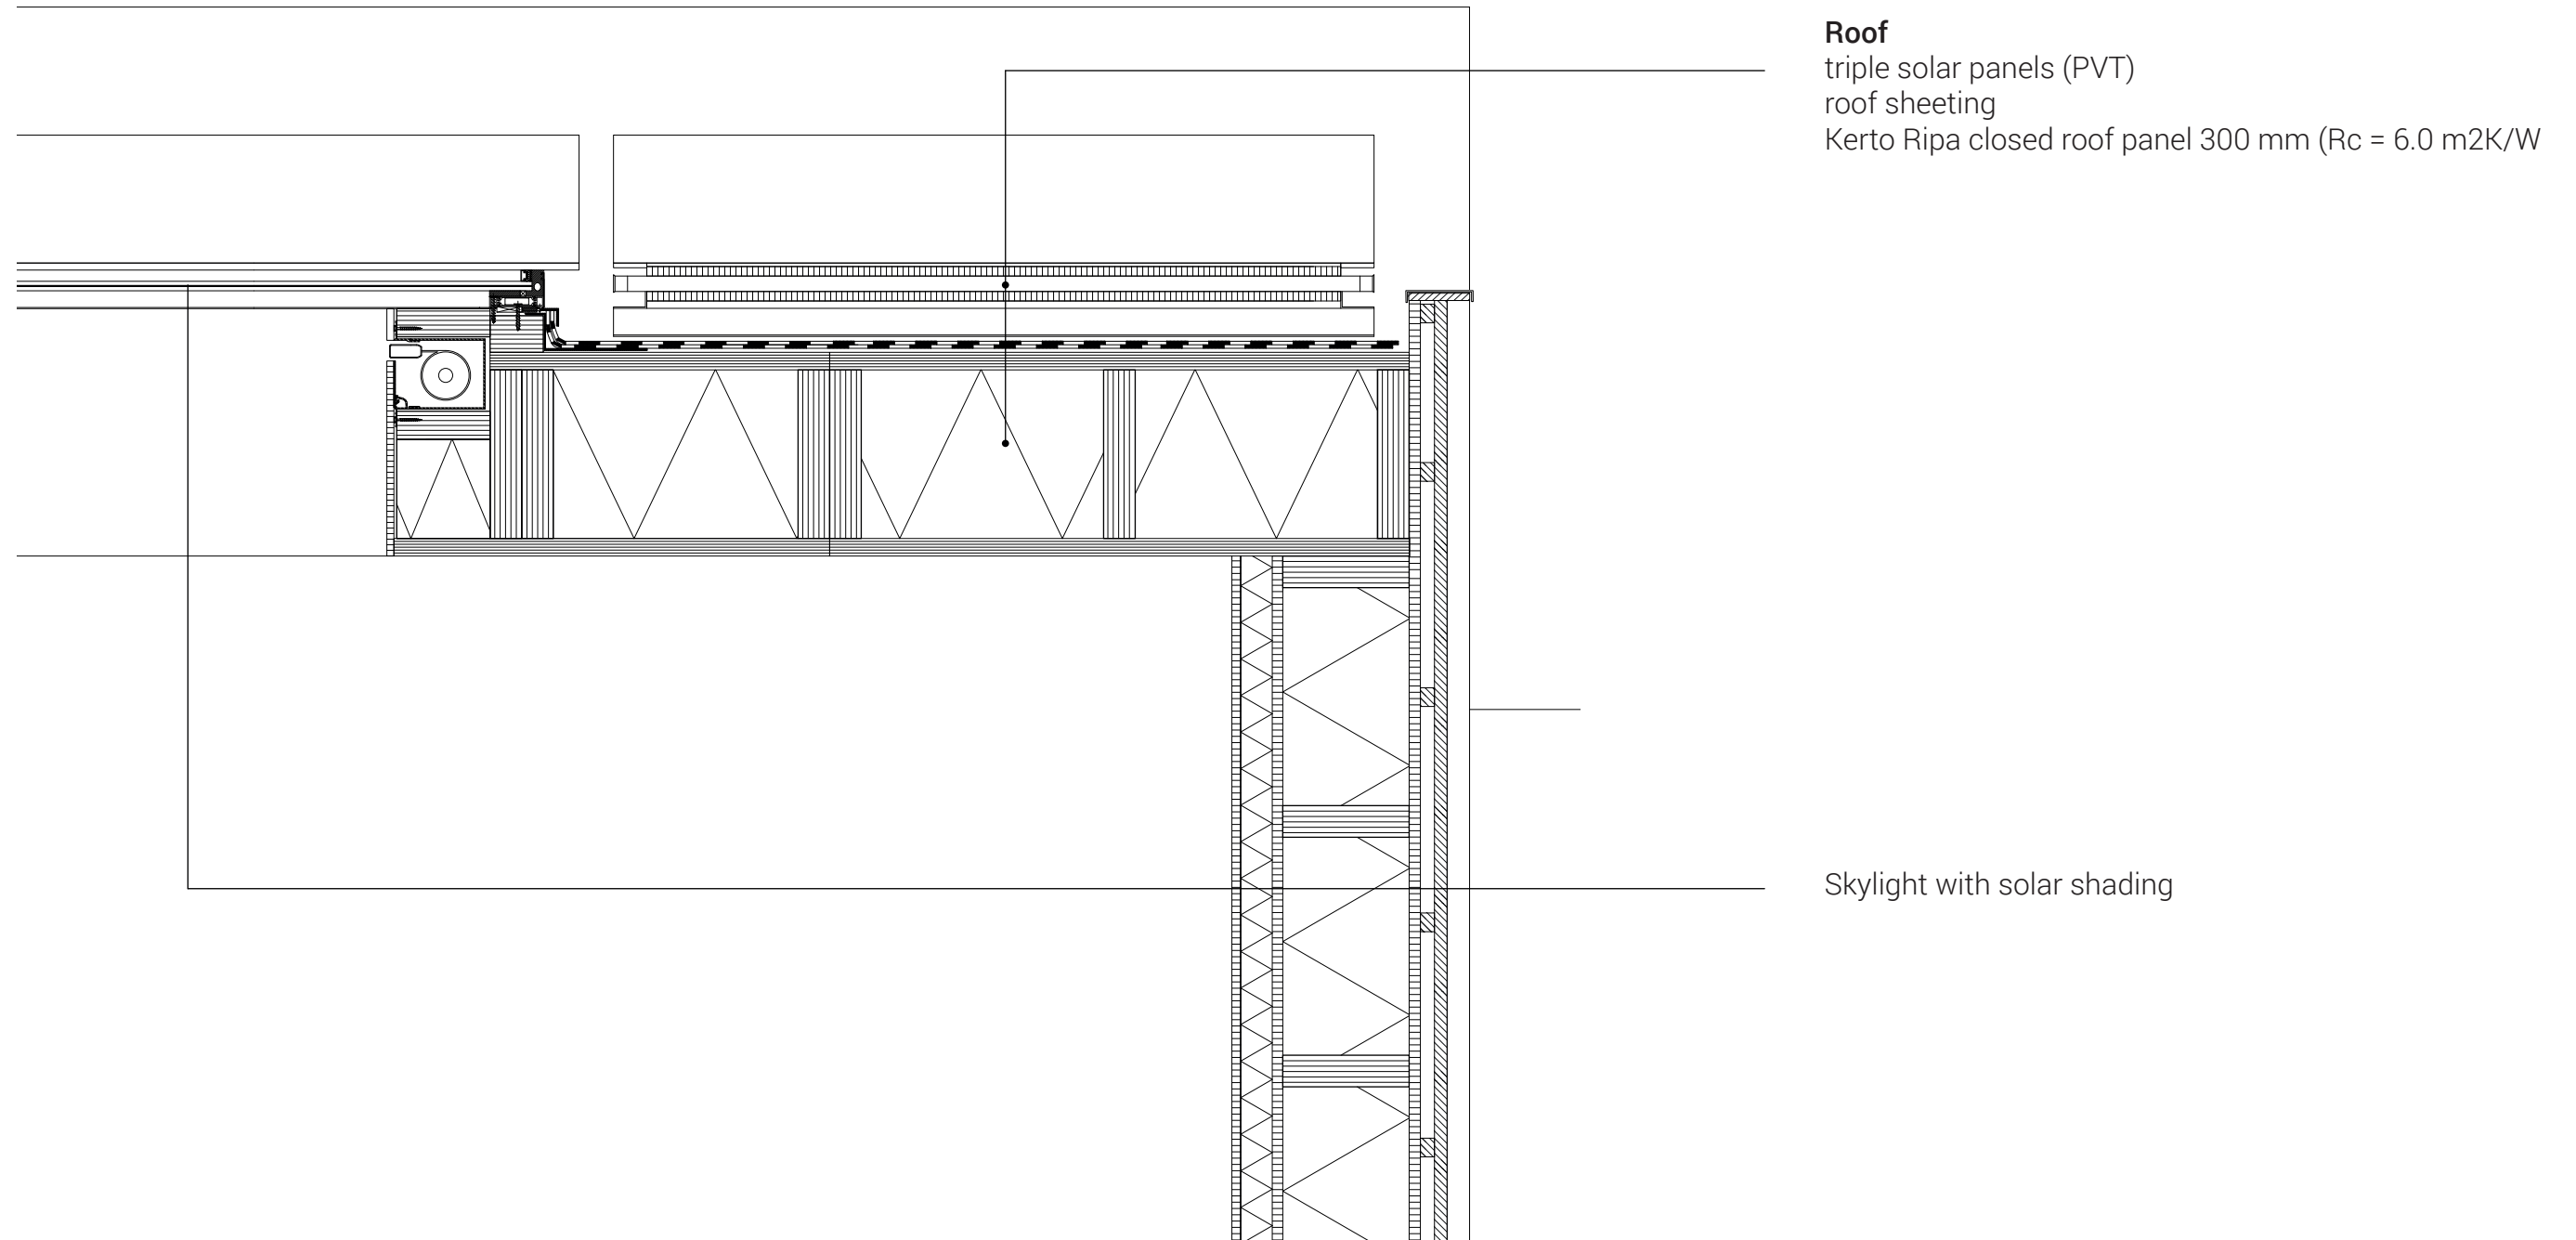 Roof
triple solar panels (PVT)
roof sheeting
Kerto Ripa closed roof panel 300 mm (Rc = 6.0 m2K/W
Skylight with solar shading